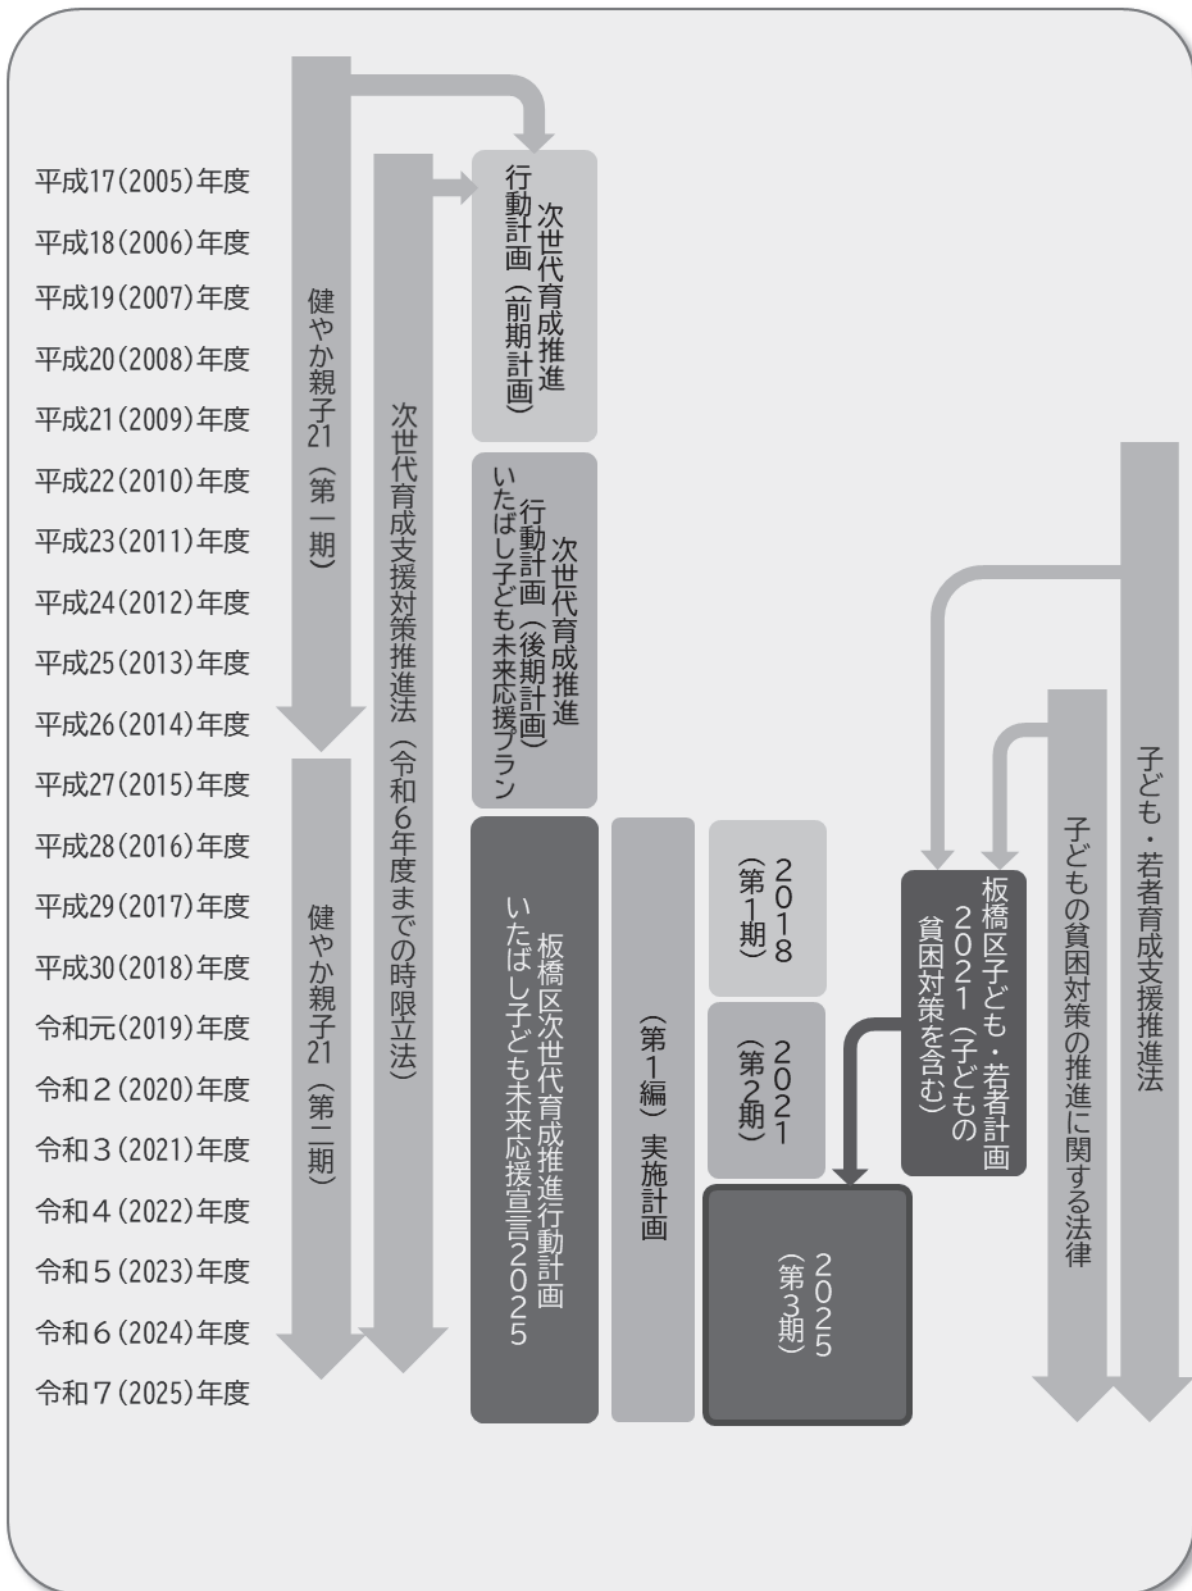 平成17(2005)年度
平成18(2006)年度
平成19(2007)年度
平成20(2008)年度
平成21(2009)年度
平成22(2010)年度
平成23(2011)年度
平成24(2012)年度
平成25(2013)年度
平成26(2014)年度
平成27(2015)年度
平成28(2016)年度
平成29(2017)年度
平成30(2018)年度
令和元(2019)年度
令和2(2020)年度
令和3(2021)年度
令和4(2022)年度
令和5(2023)年度
令和6(2024)年度
令和7(2025)年度
健やか親子21(第一期)
健やか親子21(第二期)
次世代育成支援対策推進法(令和6年度までの時限立法)
次世代育成推進
行動計画(前期計画)
次世代育成推進
行動計画(後期計画)
いたばし子ども未来応援プラン
板橋区次世代育成推進行動計画
いたばし子ども未来応援宣言2025
(第1編)実施計画
2018
(第1期)
2021
(第2期)
2025
(第3期)
板橋区子ども・若者計画
2021(子どもの
貧困対策を含む)
子どもの貧困対策の推進に関する法律
子ども・若者育成支援推進法